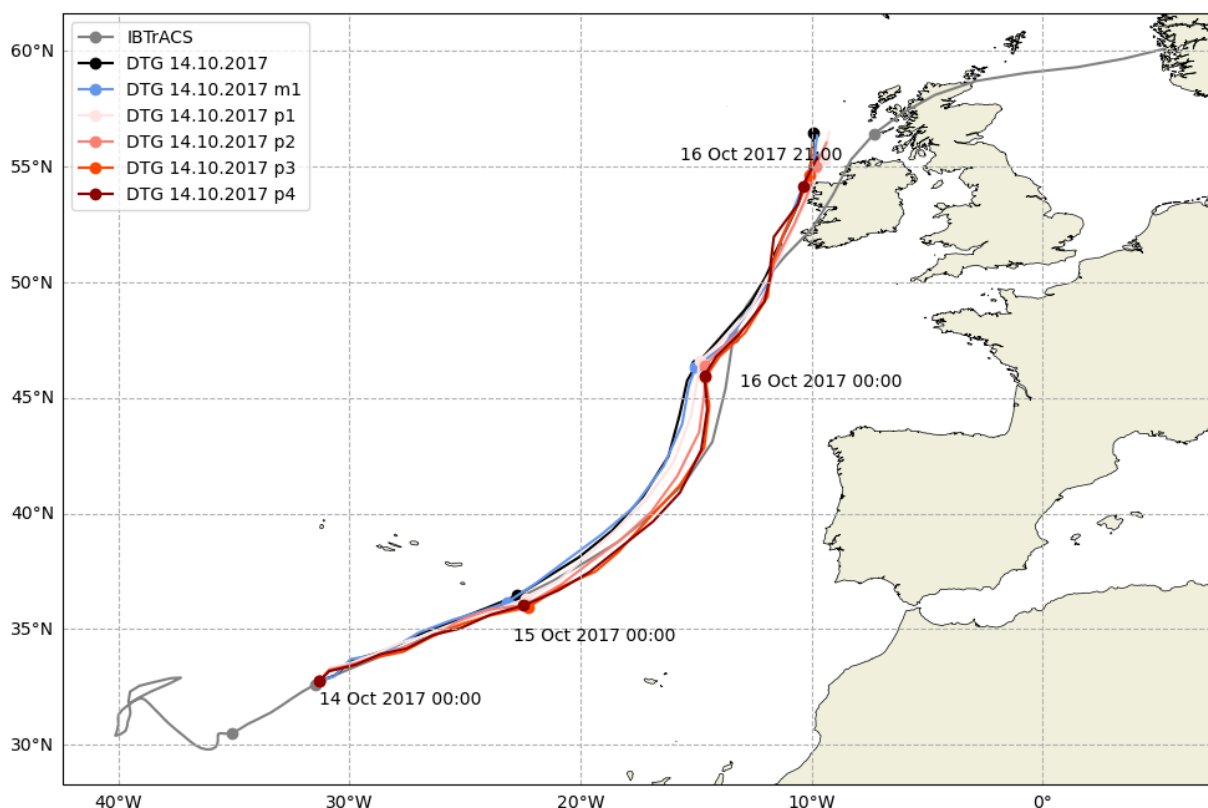 IBTrACS
DTG 14.10.2017
DTG 14.10.2017 m1
DTG 14.10.2017 p1
DTG 14.10.2017 p2
DTG 14.10.2017 p3
DTG 14.10.2017 p4
60°N
55°N
50°N
45°N
40°N
35°N
30°N
16 Oct 2017 21:00
16 Oct 2017 00:00
15 Oct 2017 00:00
14 Oct 2017 00:00
40°W
30°W
20°W
10°W
0°